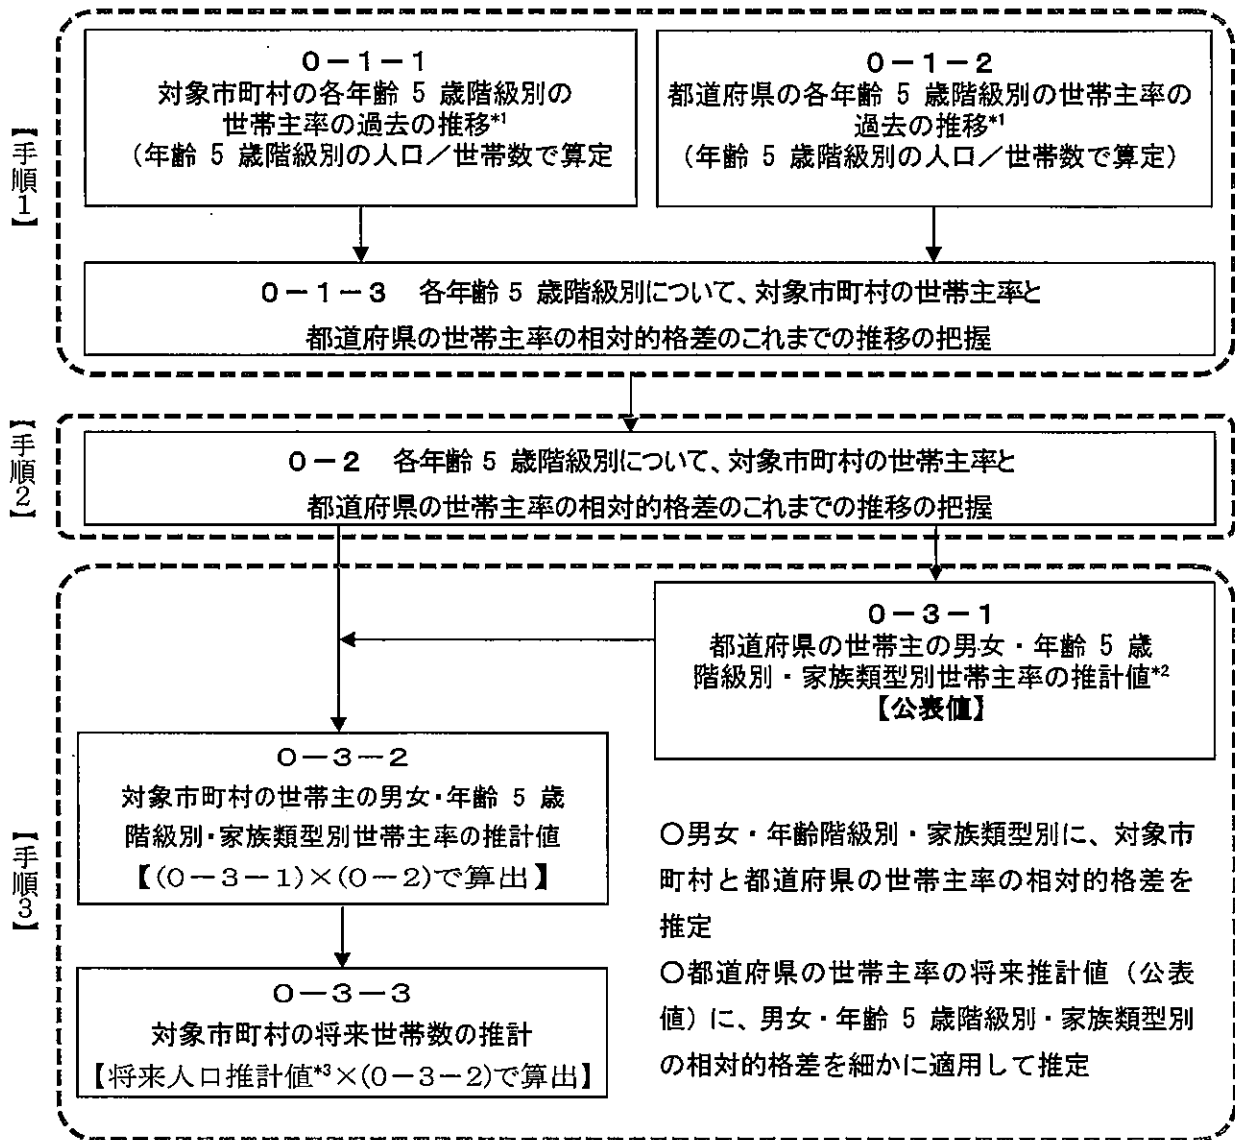 【手順1】
0-1-1
対象市町村の各年齢 5 歳階級別の
世帯主率の過去の推移*1
(年齢 5 歳階級別の人口/世帯数で算定
0-1-2
都道府県の各年齢 5 歳階級別の世帯主率の
過去の推移*1
(年齢 5 歳階級別の人口/世帯数で算定)
0-1-3 各年齢 5 歳階級別について、対象市町村の世帯主率と
都道府県の世帯主率の相対的格差のこれまでの推移の把握
【手順2】
0-2 各年齢 5 歳階級別について、対象市町村の世帯主率と
都道府県の世帯主率の相対的格差のこれまでの推移の把握
【手順3】
0-3-1
都道府県の世帯主の男女・年齢 5 歳
階級別・家族類型別世帯主率の推計値*2
【公表値】
0-3-2
対象市町村の世帯主の男女・年齢 5 歳
階級別・家族類型別世帯主率の推計値
【(0-3-1)×(0-2)で算出】
0-3-3
対象市町村の将来世帯数の推計
【将来人口推計値*3×(0-3-2)で算出】
○男女・年齢階級別・家族類型別に、対象市
町村と都道府県の世帯主率の相対的格差を
推定
○都道府県の世帯主率の将来推計値(公表
値)に、男女・年齢 5 歳階級別・家族類型別
の相対的格差を細かに適用して推定